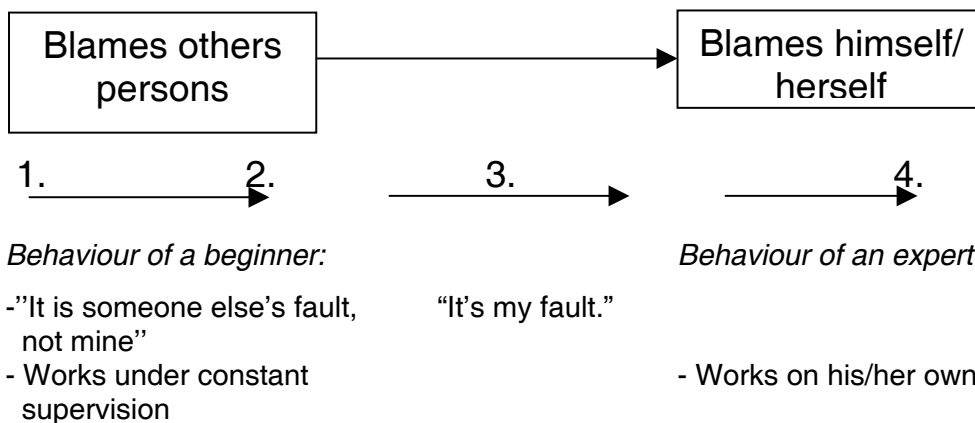 Blames others
persons
Blames himself/
herself
1.
2.
3.
4.
Behaviour of a beginner:
Behaviour of an expert
-’’It is someone else’s fault,
not mine’’
“It’s my fault.”
- Works under constant
supervision
- Works on his/her own